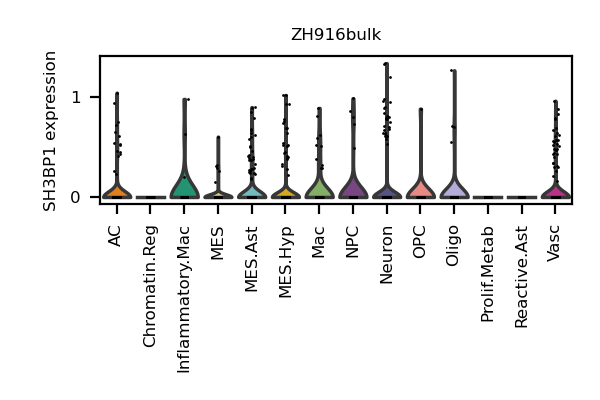 ZH916bulk
SH3BP1 expression
1
0
AC
Chromatin.Reg
Inflammatory.Mac
MES
MES.Ast
MES.Hyp
Mac
NPC
Neuron
OPC
Oligo
Prolif.Metab
Reactive.Ast
Vasc